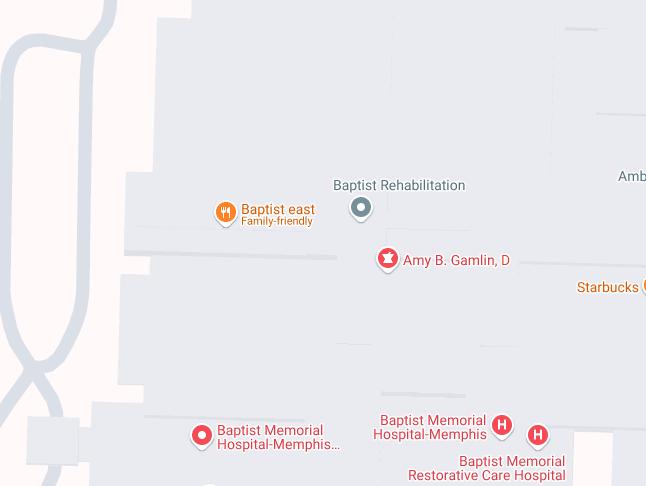 Baptist Rehabilitation
Amb
Baptist east
Family-friendly
Amy B. Gamlin, D
Starbucks
Baptist Memorial
Hospital-Memphis
H
H
Baptist Memorial
Hospital-Memphis...
Baptist Memorial
Restorative Care Hospital